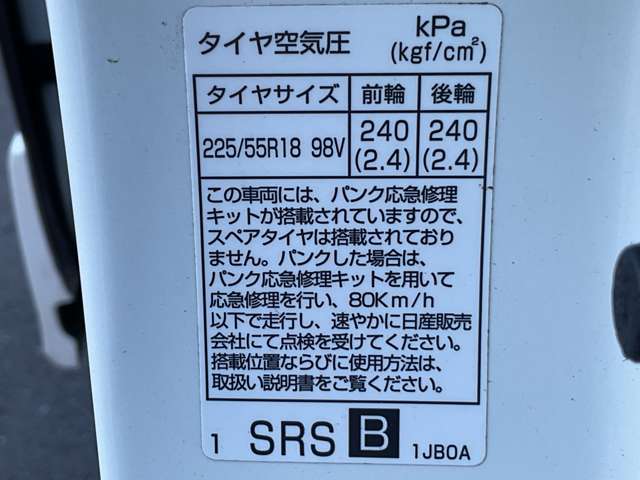 タイヤ空気圧 kPa
(kgf/cm²)
タイヤサイズ 前輪 後輪
225/55R18 98V 240 240
(2.4) (2.4)
この車両には、パンク応急修理
キットが搭載されていますので、
スペアタイヤは搭載されており
ません。パンクした場合は、
パンク応急修理キットを用いて
応急修理を行い、80Km/h
以下で走行し、速やかに日産販売
会社にて点検を受けてください。
搭載位置ならびに使用方法は、
取扱い説明書をご覧ください。
1 SRS B 1JB0A